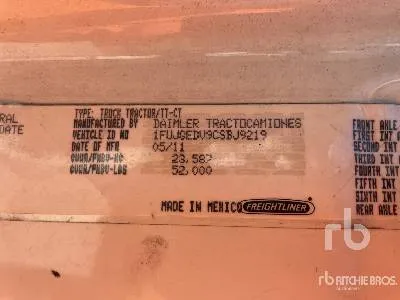 RAL
DATE
TYPE: TRUCK TRACTOR/TT-CT
MANUFACTURED BY DAIMLER TRACTOCAMIONES
VEHICLE ID NO 1FUJGEDV9CSBJ9219
DATE OF MFR 05/11
GVWR/PNBV-KG 23,587
GVWR/PNBV-LBS 52,000
MADE IN MEXICO FREIGHTLINER
FRONT AXLE
FIRST INT
SECOND INT
THIRD INT
FOURTH INT
FIFTH INT
SIXTH INT
REAR AXLE
rb
rb RITCHIE BROS.